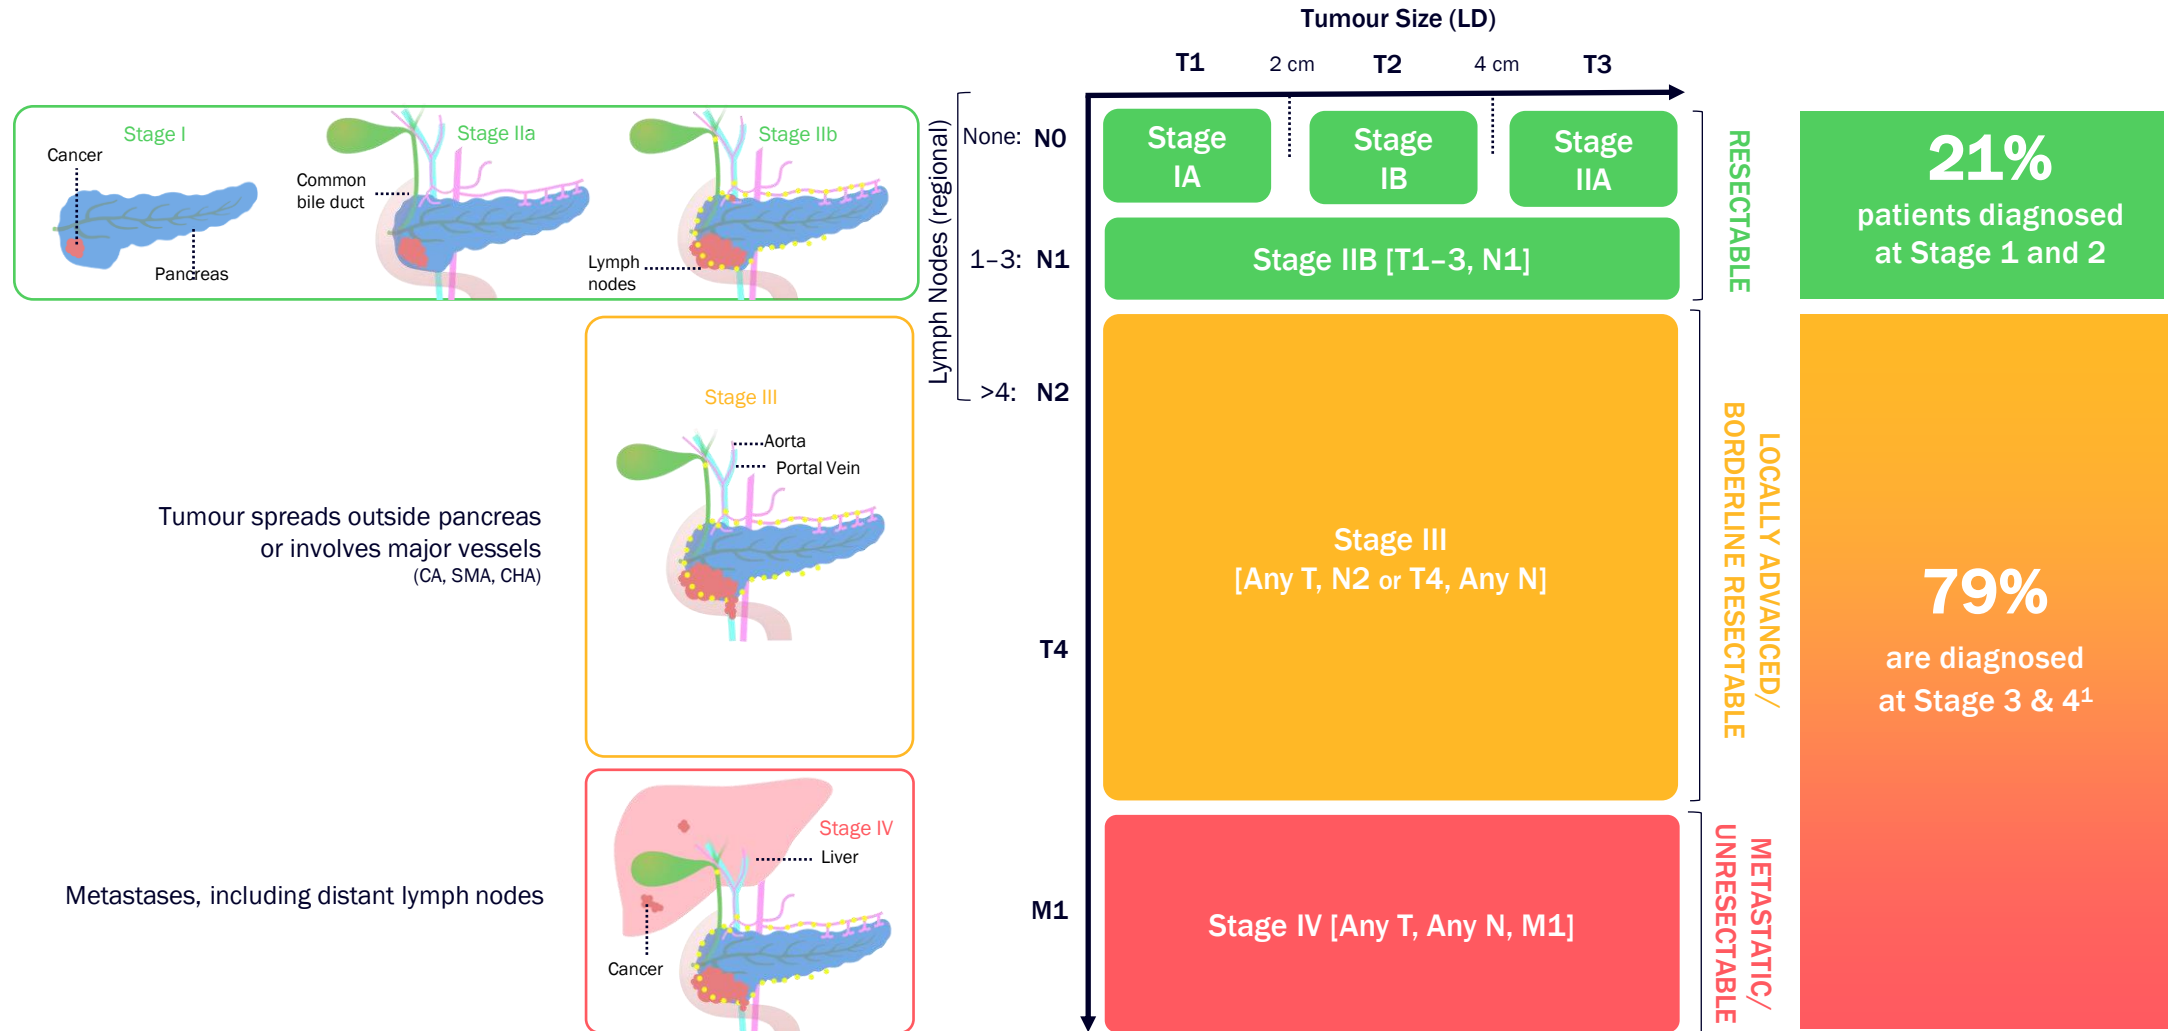 Tumour Size (LD)
T1
2 cm
T2
4 cm
T3
Stage I
Cancer
Pancreas
Stage IIa
Common
bile duct
Stage IIb
Lymph
nodes
Lymph Nodes (regional)
None: N0
1–3: N1
>4: N2
T4
M1
Stage
IA
Stage
IB
Stage
IIA
Stage IIB [T1–3, N1]
RESECTABLE
21%
patients diagnosed
at Stage 1 and 2
Stage III
Aorta
Portal Vein
Tumour spreads outside pancreas
or involves major vessels
(CA, SMA, CHA)
Stage III
[Any T, N2 or T4, Any N]
LOCALLY ADVANCED/
BORDERLINE RESECTABLE
79%
are diagnosed
at Stage 3 & 4¹
Stage IV
Liver
Cancer
Metastases, including distant lymph nodes
Stage IV [Any T, Any N, M1]
METASTATIC/
UNRESECTABLE